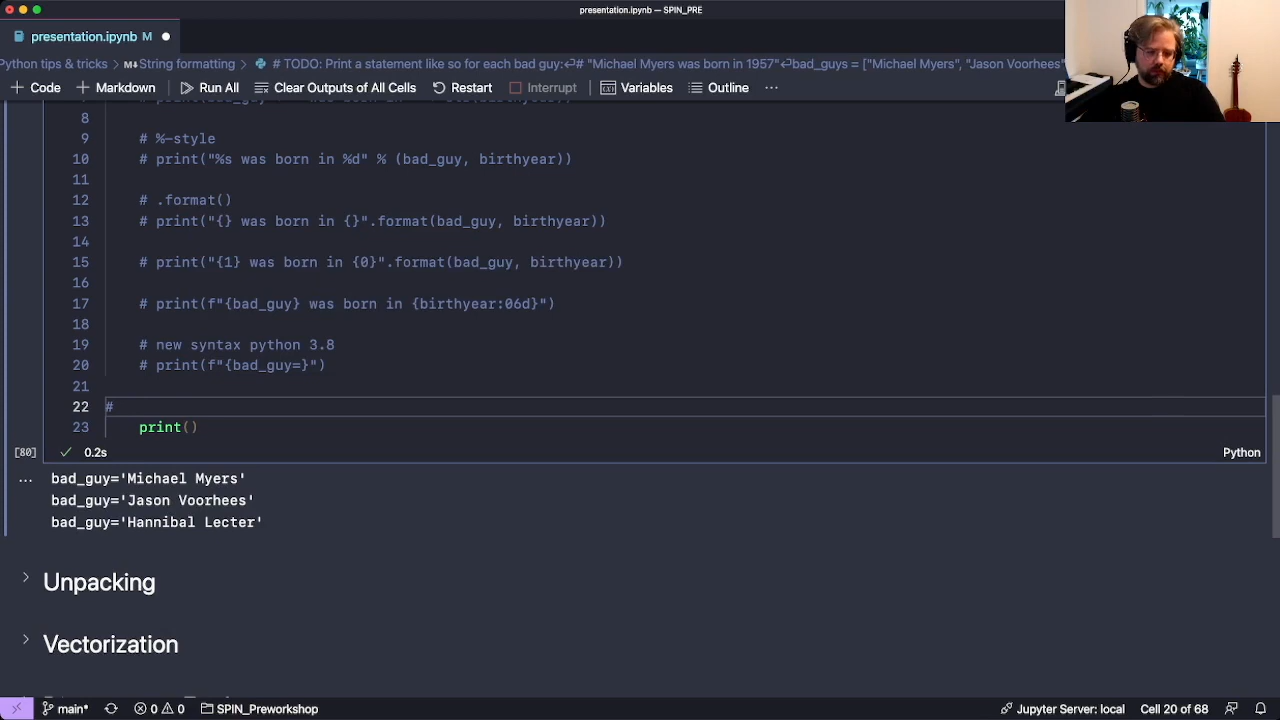 presentation.ipynb — SPIN_PRE
presentation.ipynb M
Python tips & tricks > String formatting > # TODO: Print a statement like so for each bad guy:↵# "Michael Myers was born in 1957"↵bad_guys = ["Michael Myers", "Jason Voorhees"
+ Code + Markdown Run All Clear Outputs of All Cells Restart Interrupt Variables Outline ···
8
9 # %-style
10 # print("%s was born in %d" % (bad_guy, birthyear))
11
12 # .format()
13 # print("{} was born in {}".format(bad_guy, birthyear))
14
15 # print("{1} was born in {0}".format(bad_guy, birthyear))
16
17 # print(f"{bad_guy} was born in {birthyear:06d}")
18
19 # new syntax python 3.8
20 # print(f"{bad_guy=}")
21
22 #
23 print()
[80] 0.2s Python
bad_guy='Michael Myers'
bad_guy='Jason Voorhees'
bad_guy='Hannibal Lecter'
Unpacking
Vectorization
main* 0 0 SPIN_Preworkshop Jupyter Server: local Cell 20 of 68